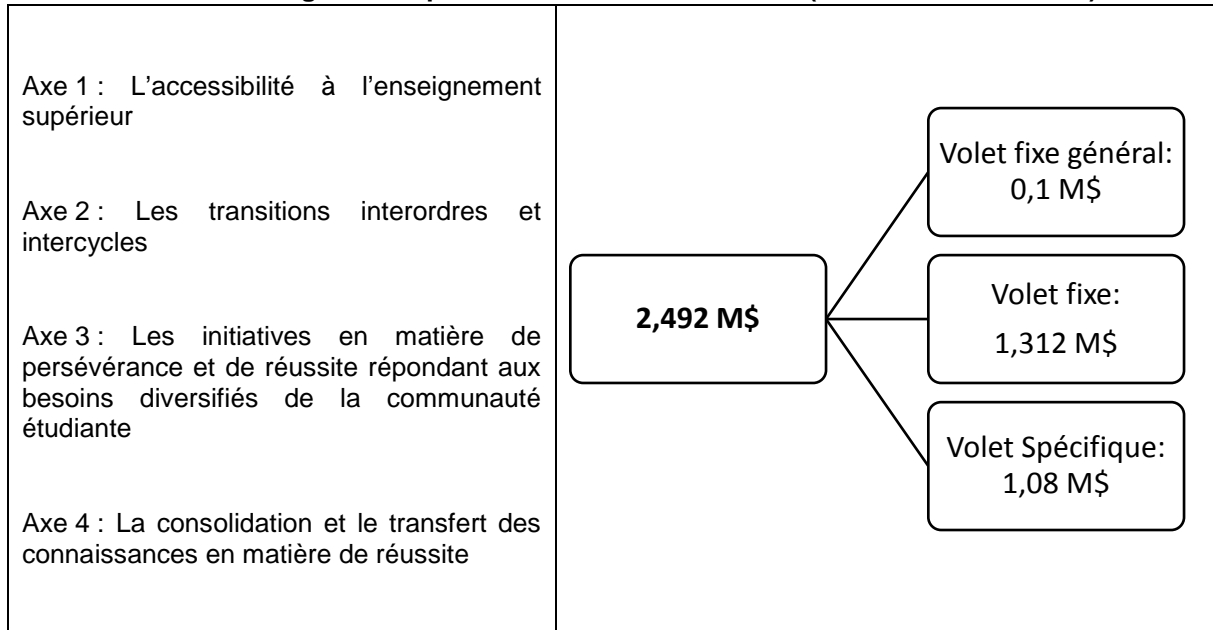 Axe 1 : L’accessibilité à l’enseignement
supérieur
Axe 2 : Les transitions interordres et
intercycles
Axe 3 : Les initiatives en matière de
persévérance et de réussite répondant aux
besoins diversifiés de la communauté
étudiante
Axe 4 : La consolidation et le transfert des
connaissances en matière de réussite
2,492 M$
Volet fixe général:
0,1 M$
Volet fixe:
1,312 M$
Volet Spécifique:
1,08 M$